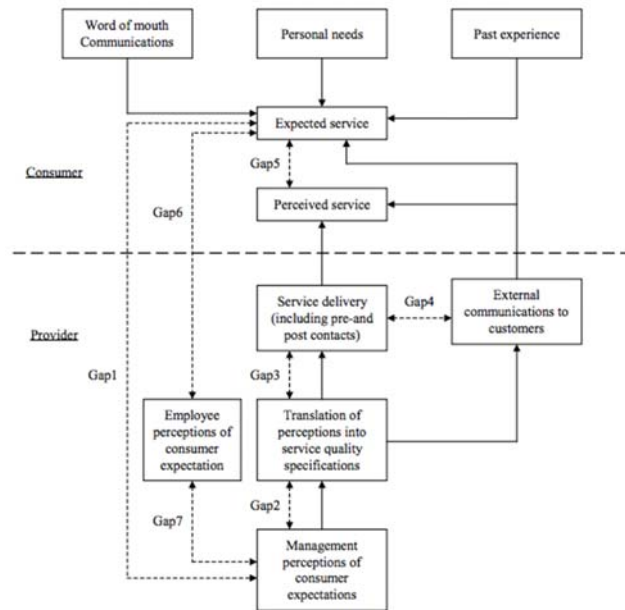 Word of mouth
Communications
Personal needs
Past experience
Expected service
Gap5
Consumer
Gap6
Perceived service
Service delivery
(including pre-and
post contacts)
Gap4
External
communications to
customers
Provider
Gap1
Gap3
Employee
perceptions of
consumer
expectation
Translation of
perceptions into
service quality
specifications
Gap2
Gap7
Management
perceptions of
consumer
expectations